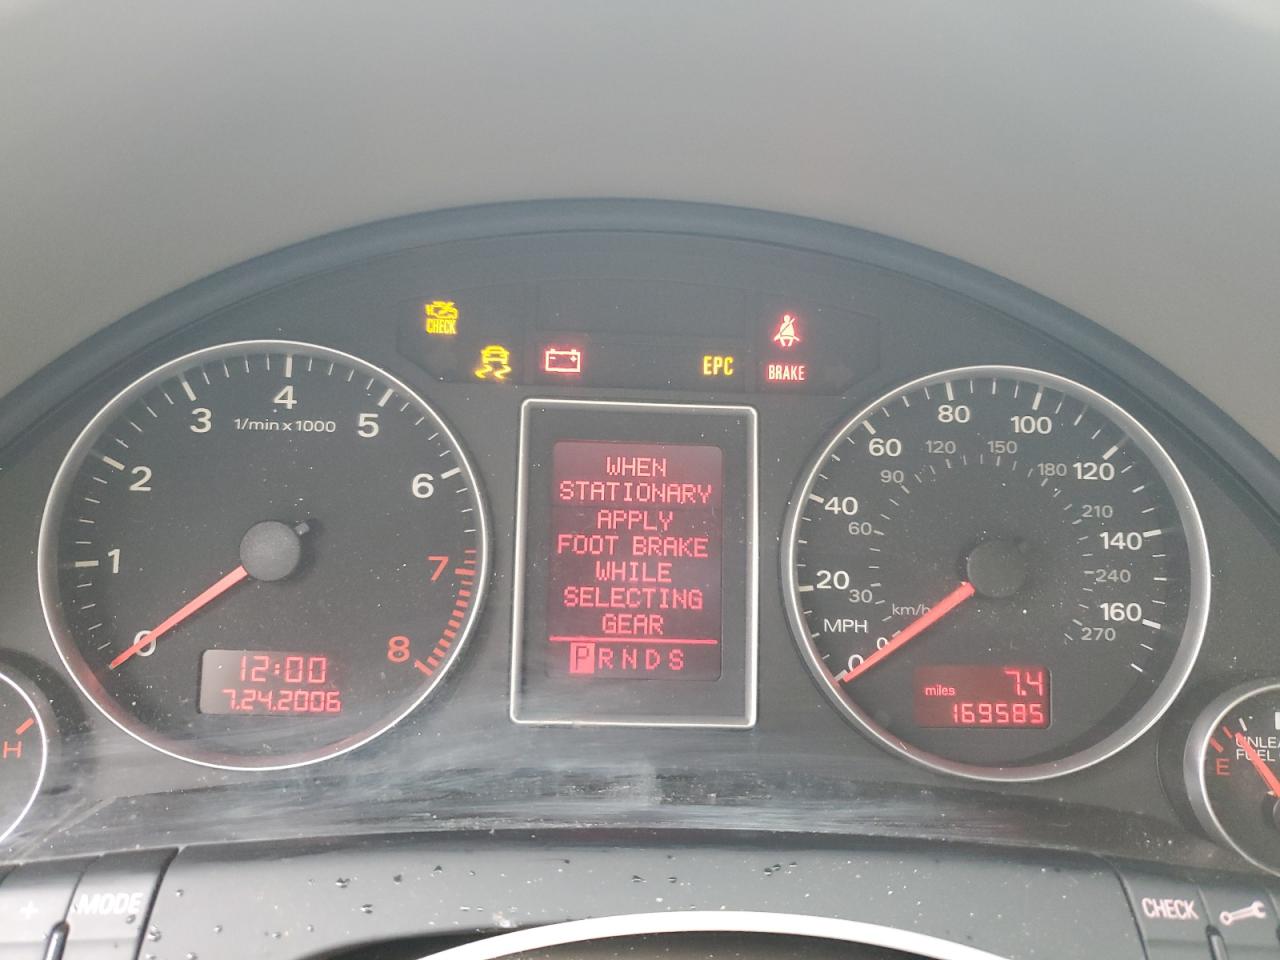 CHECK
EPC
BRAKE
0
1
2
3
4
5
6
7
8
1/min x 1000
12:00
7.24.2006
WHEN
STATIONARY
APPLY
FOOT BRAKE
WHILE
SELECTING
GEAR
P R N D S
0
20
40
60
80
100
120
140
160
MPH
30
60
90
120
150
180
210
240
270
km/h
miles
7.4
169585
H
E
MODE
CHECK